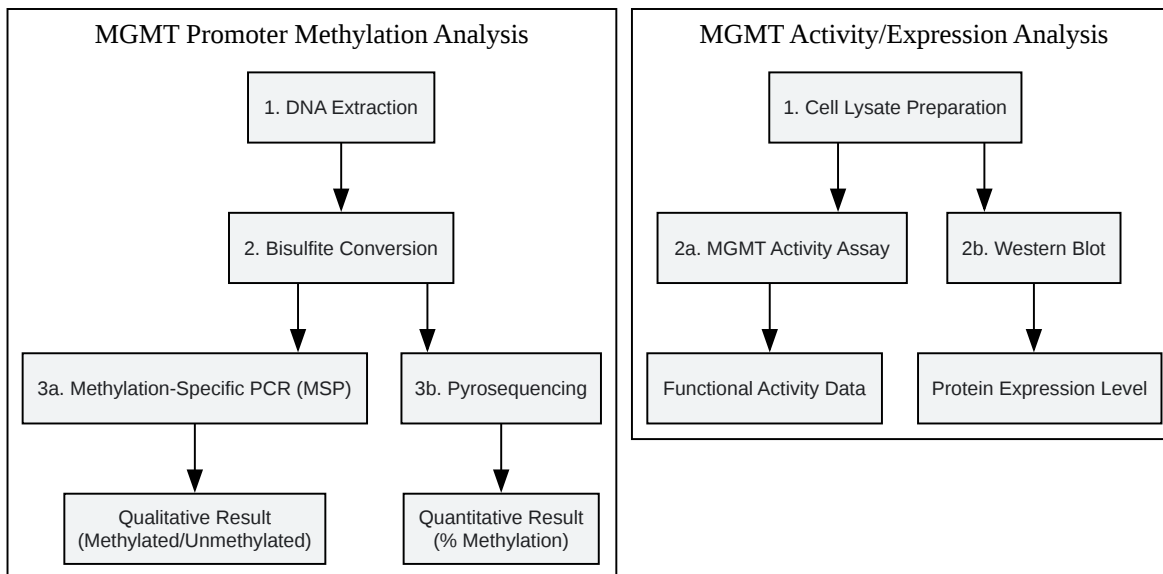 MGMT Promoter Methylation Analysis
1. DNA Extraction
2. Bisulfite Conversion
3a. Methylation-Specific PCR (MSP)
3b. Pyrosequencing
Qualitative Result
(Methylated/Unmethylated)
Quantitative Result
(% Methylation)
MGMT Activity/Expression Analysis
1. Cell Lysate Preparation
2a. MGMT Activity Assay
2b. Western Blot
Functional Activity Data
Protein Expression Level